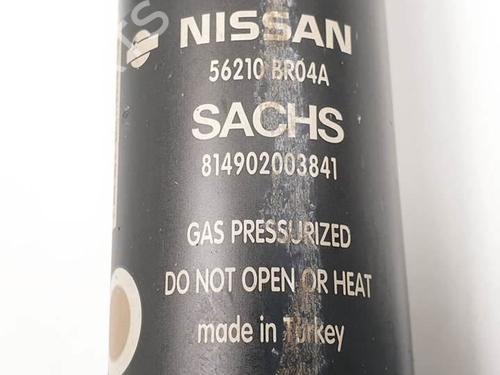 NISSAN
56210 BR04A
SACHS
814902003841
GAS PRESSURIZED
DO NOT OPEN OR HEAT
made in Turkey